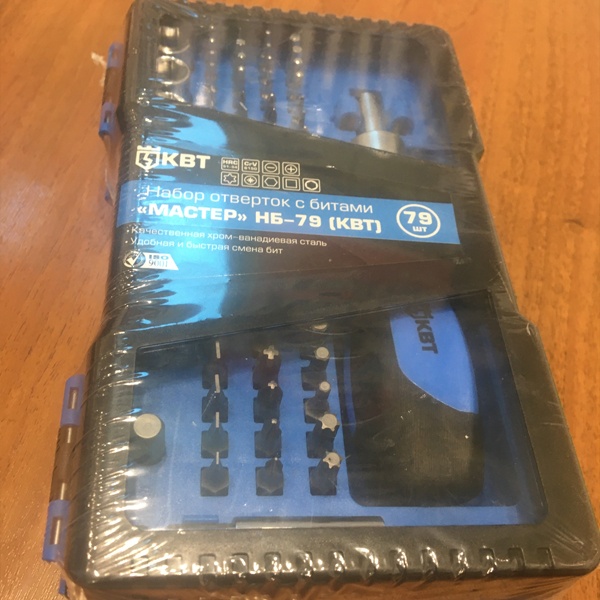 КВТ
HRC
Cr/V
Набор отверток с битами
«МАСТЕР» НБ-79 (КВТ)
79
шт
Качественная хром-ванадиевая сталь
Удобная и быстрая смена бит
ISO
9001
КВТ